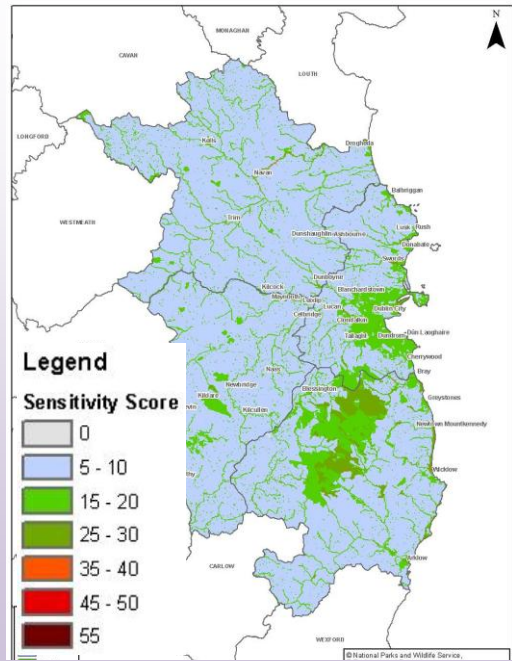 N
MONAGHAN
CAVAN
LOUTH
LONGFORD
Drogheda
Kells
Navan
Balbriggan
WESTMEATH
Trim
Lusk Rush
Dunshaughlin Ashbourne
Donabate
Swords
Dunboyne
Kilcock
Blanchardstown
Maynooth
Leixlip
Lucan
Dublin City
Celbridge
Clondalkin
Tallaght
Dundrum
Dún Laoghaire
Cherrywood
Bray
Legend
Naas
Blessington
Sensitivity Score
Newbridge
Greystones
Kildare
0
Kilcullen
Newtown Mountkennedy
5 - 10
15 - 20
Wicklow
25 - 30
35 - 40
CARLOW
Arklow
45 - 50
55
WEXFORD
© National Parks and Wildlife Service,